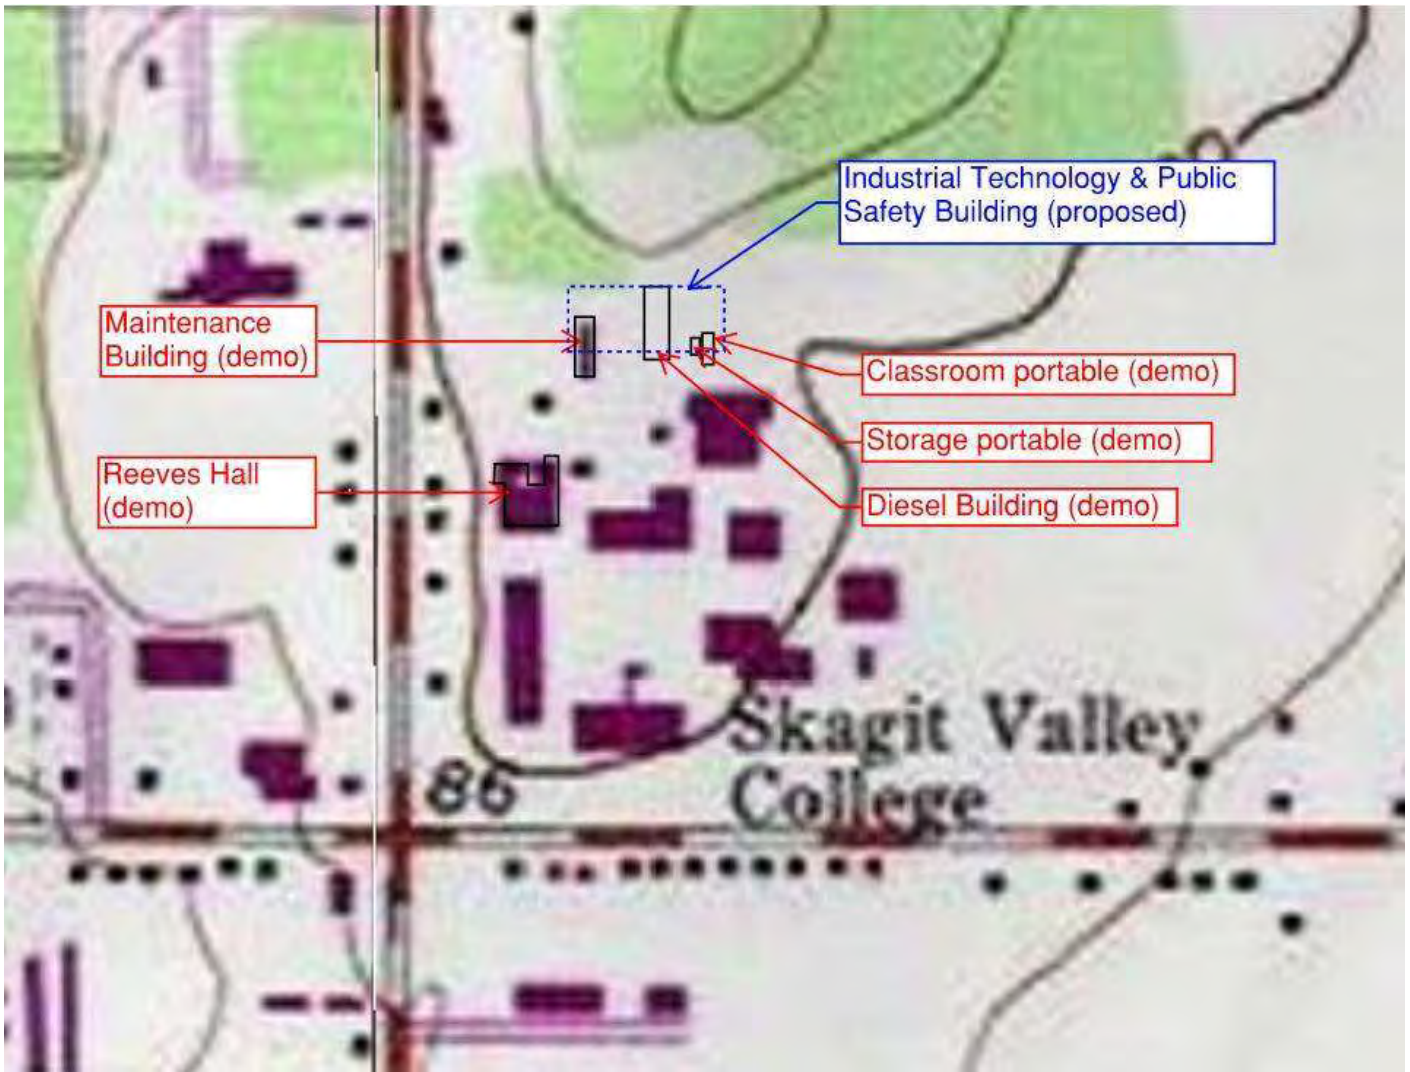 Industrial Technology & Public
Safety Building (proposed)
Maintenance
Building (demo)
Classroom portable (demo)
Storage portable (demo)
Reeves Hall
(demo)
Diesel Building (demo)
Skagit Valley
College
86